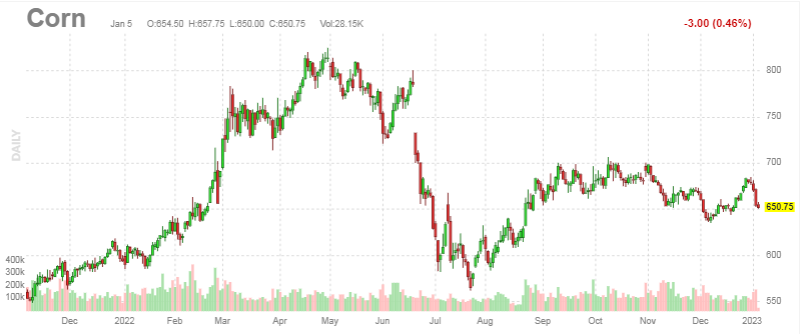 Corn Jan 5 O:654.50 H:657.75 L:650.00 C:650.75 Vol:28.15K -3.00 (0.46%)
DAILY
800
750
700
650.75
600
550
400k
300k
200k
100k
Dec 2022 Feb Mar Apr May Jun Jul Aug Sep Oct Nov Dec 2023